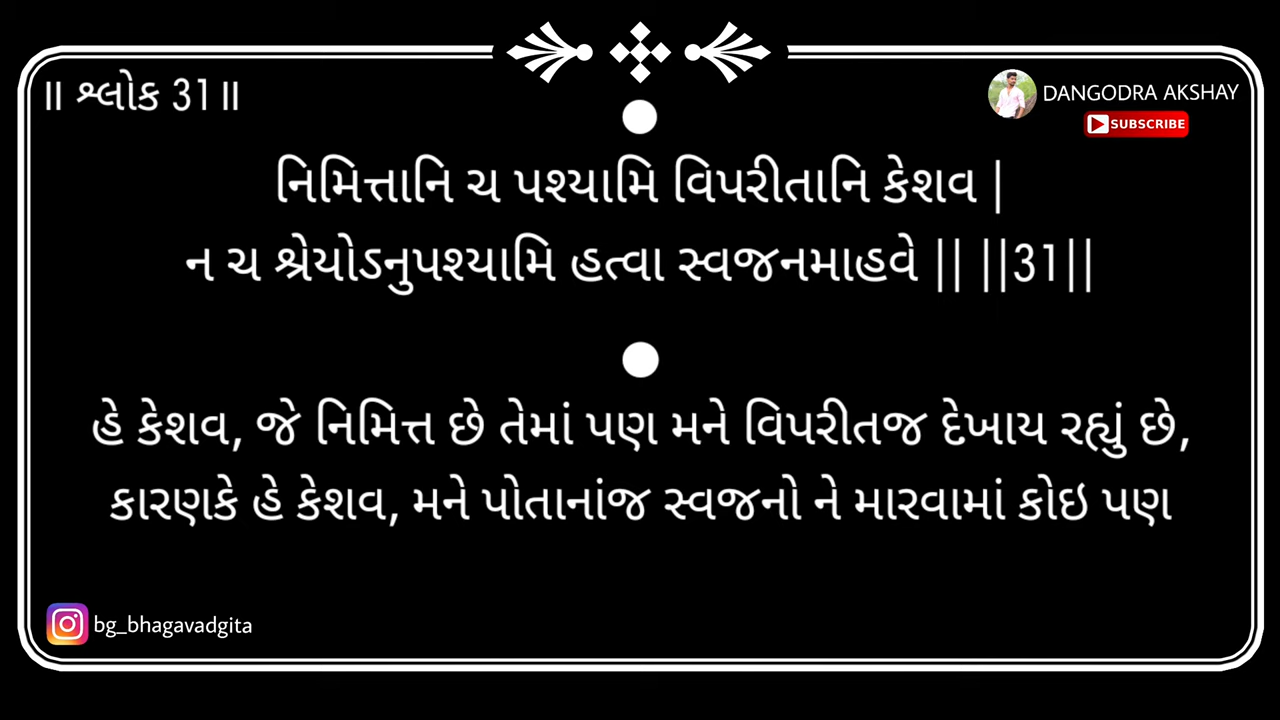 ॥ શ્લોક 31॥
DANGODRA AKSHAY
SUBSCRIBE
નિમિત્તાનિ ચ પશ્યામિ વિપરીતાનિ કેશવ |
ન ચ શ્રેયોઽનુપશ્યામિ હત્વા સ્વજનમાહવે || ||31||
હે કેશવ, જે નિમિત્ત છે તેમાં પણ મને વિપરીતજ દેખાય રહ્યું છે,
કારણકે હે કેશવ, મને પોતાનાંજ સ્વજનો ને મારવામાં કોઇ પણ
bg_bhagavadgita